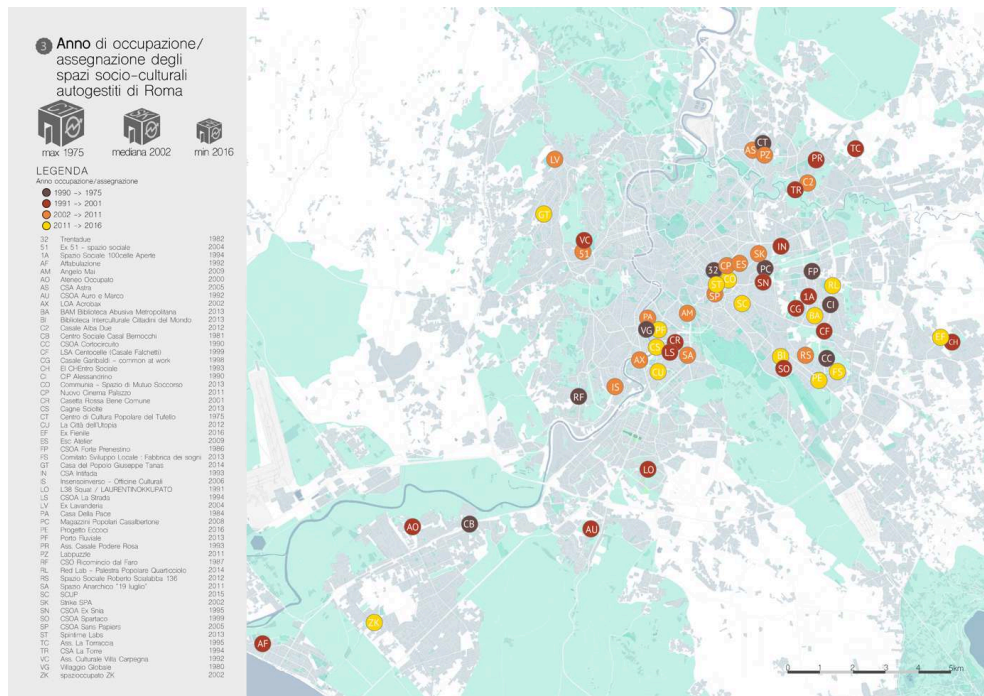 3 Anno di occupazione/
assegnazione degli
spazi socio-culturali
autogestiti di Roma
max 1975 mediana 2002 min 2016
LEGENDA
Anno occupazione/assegnazione
1990 -> 1975
1991 -> 2001
2002 -> 2011
2011 -> 2016
32 Trentadue 1982
51 Ex 51 - spazio sociale 2004
1A Spazio Sociale 100celle Aperte 1994
AF Affabulazione 1992
AM Angelo Mai 2009
AO Ateneo Occupato 2000
AS CSA Astra 2005
AU CSOA Auro e Marco 1992
AX LOA Acrobax 2002
BA BAM Biblioteca Abusiva Metropolitana 2013
BI Biblioteca Interculturale Cittadini del Mondo 2013
C2 Casale Alba Due 2012
CB Centro Sociale Casal Bernocchi 1981
CC CSOA Cortocircuito 1990
CF LSA Centocelle (Casale Falchetti) 1999
CG Casale Garibaldi - common at work 1998
CH El CHEntro Sociale 1993
CI CIP Alessandrino 1990
CO Communia - Spazio di Mutuo Soccorso 2013
CP Nuovo Cinema Palazzo 2011
CR Casetta Rossa Bene Comune 2001
CS Cagne Sciolte 2013
CT Centro di Cultura Popolare del Tufello 1975
CU La Città dell'Utopia 2012
EF Ex Fienile 2016
ES Esc Atelier 2009
FP CSOA Forte Prenestino 1986
FS Comitato Sviluppo Locale : Fabbrica dei sogni 2013
GT Casa del Popolo Giuseppe Tanas 2014
IN CSA Intifada 1993
IS Insensoinverso - Officine Culturali 2006
LO L38 Squat / LAURENTINOKKUPATO 1991
LS CSOA La Strada 1994
LV Ex Lavanderia 2004
PA Casa Della Pace 1984
PC Magazzini Popolari Casalbertone 2008
PE Progetto Eccoci 2016
PF Porto Fluviale 2013
PR Ass. Casale Podere Rosa 1993
PZ Labpuzzle 2011
RF CSO Ricomincio dal Faro 1987
RL Red Lab - Palestra Popolare Quarticciolo 2014
RS Spazio Sociale Roberto Scialabba 136 2012
SA Spazio Anarchico "19 luglio" 2011
SC SCUP 2015
SK Strike SPA 2002
SN CSOA Ex Snia 1995
SO CSOA Spartaco 1999
SP CSOA Sans Papiers 2005
ST Spintime Labs 2013
TC Ass. La Torraccia 1995
TR CSA La Torre 1994
VC Ass. Culturale Villa Carpegna 1992
VG Villaggio Globale 1980
ZK spazioccupato ZK 2002
CT
AS PZ
TC
PR
LV
C2
TR
GT
VC
51
IN
SK
32 CP ES PC
FP
ST CO SN
RL
SP
SC
1A
CG CI
BA
AM
PA
VG PF
CF
EF CH
CR
CS LS SA
AX
BI RS CC
SO
CU
PE FS
IS
RF
LO
AO CB AU
ZK
AF
0 1 2 3 4 5km